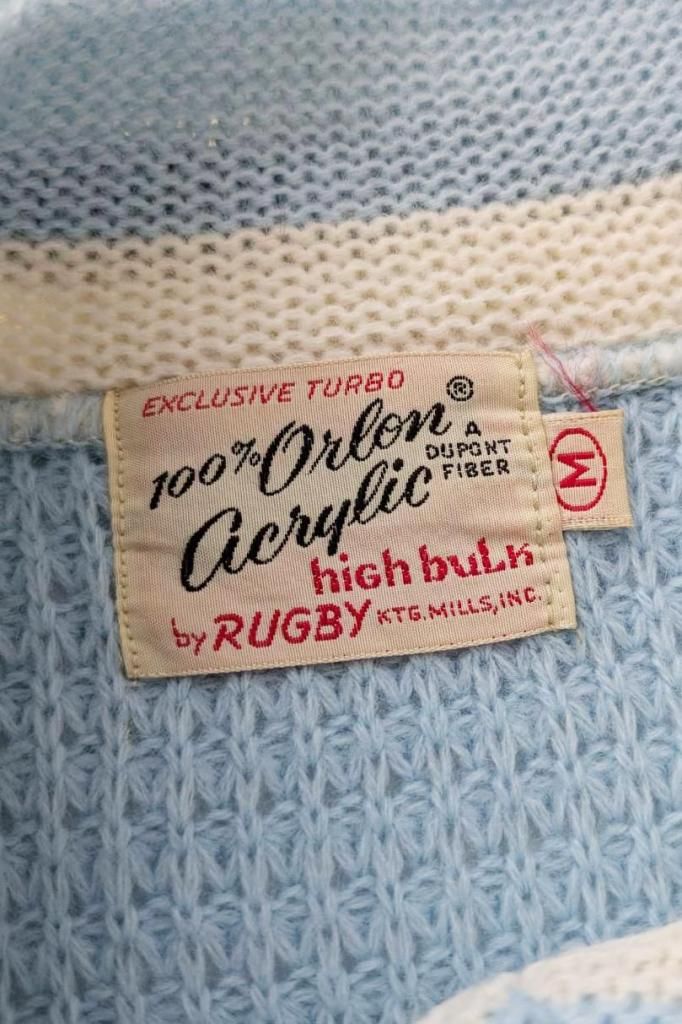 EXCLUSIVE TURBO
100% Orlon®
A
DUPONT
FIBER
Acrylic
high bulk
by RUGBY KTG. MILLS, INC.
M